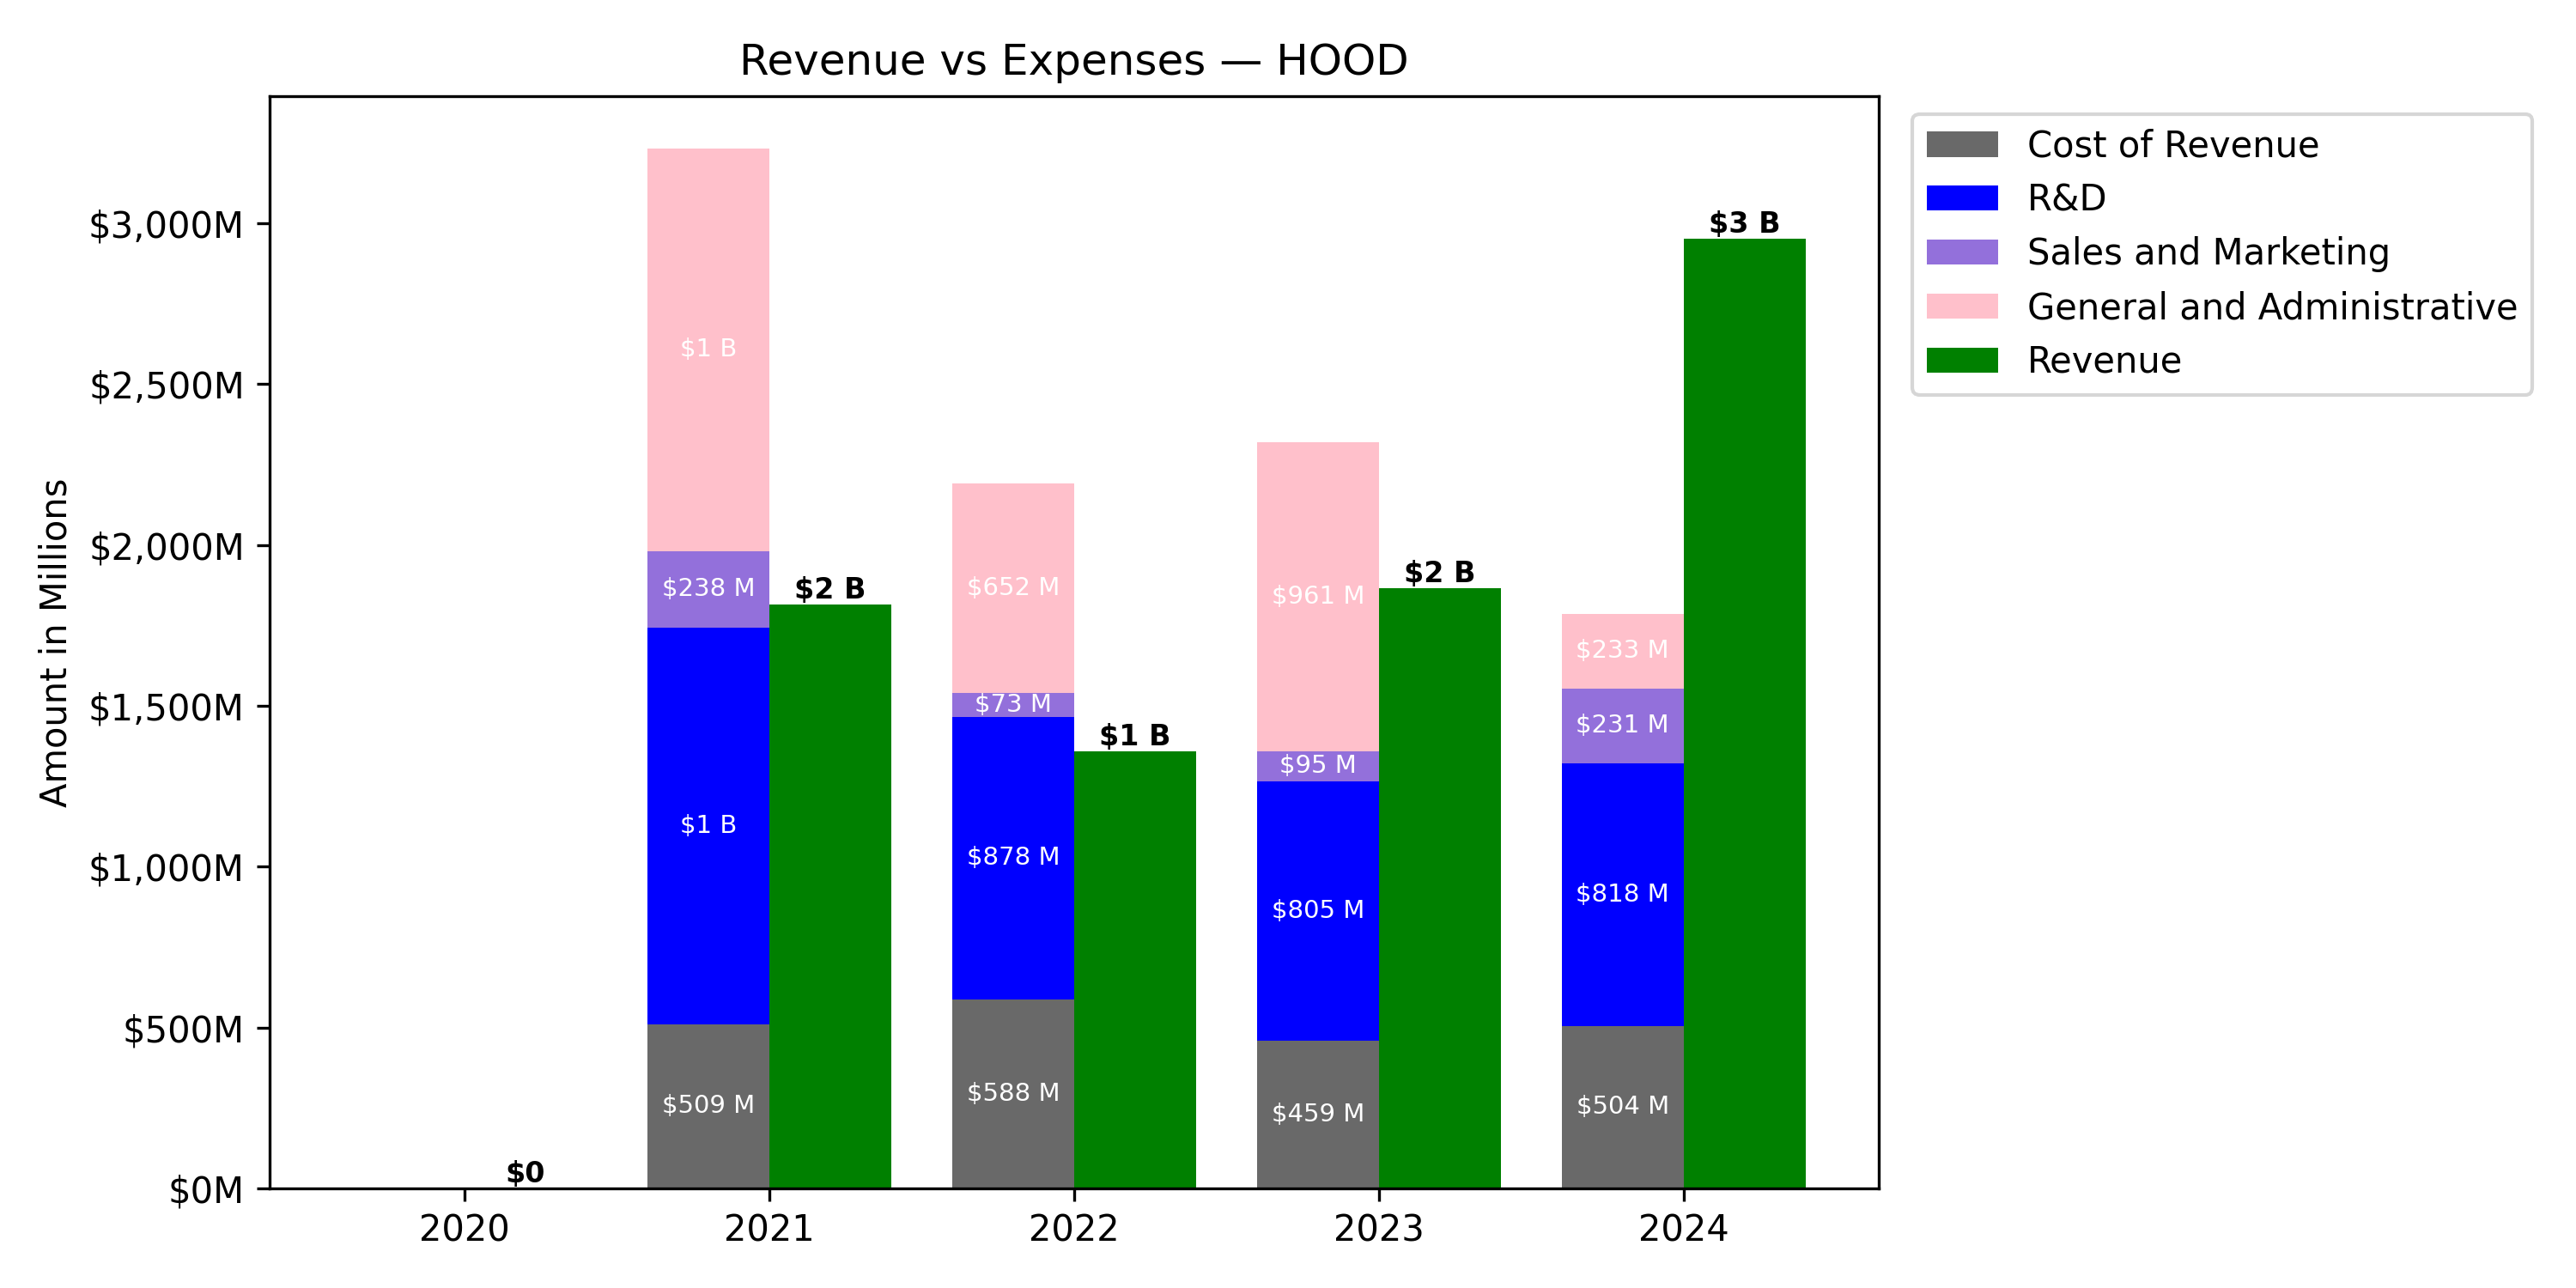 Revenue vs Expenses — HOOD
Cost of Revenue
R&D
Sales and Marketing
General and Administrative
Revenue
Amount in Millions
$3,000M
$2,500M
$2,000M
$1,500M
$1,000M
$500M
$0M
$0
$1 B
$238 M
$1 B
$509 M
$2 B
$652 M
$73 M
$878 M
$588 M
$1 B
$961 M
$95 M
$805 M
$459 M
$2 B
$233 M
$231 M
$818 M
$504 M
$3 B
2020
2021
2022
2023
2024